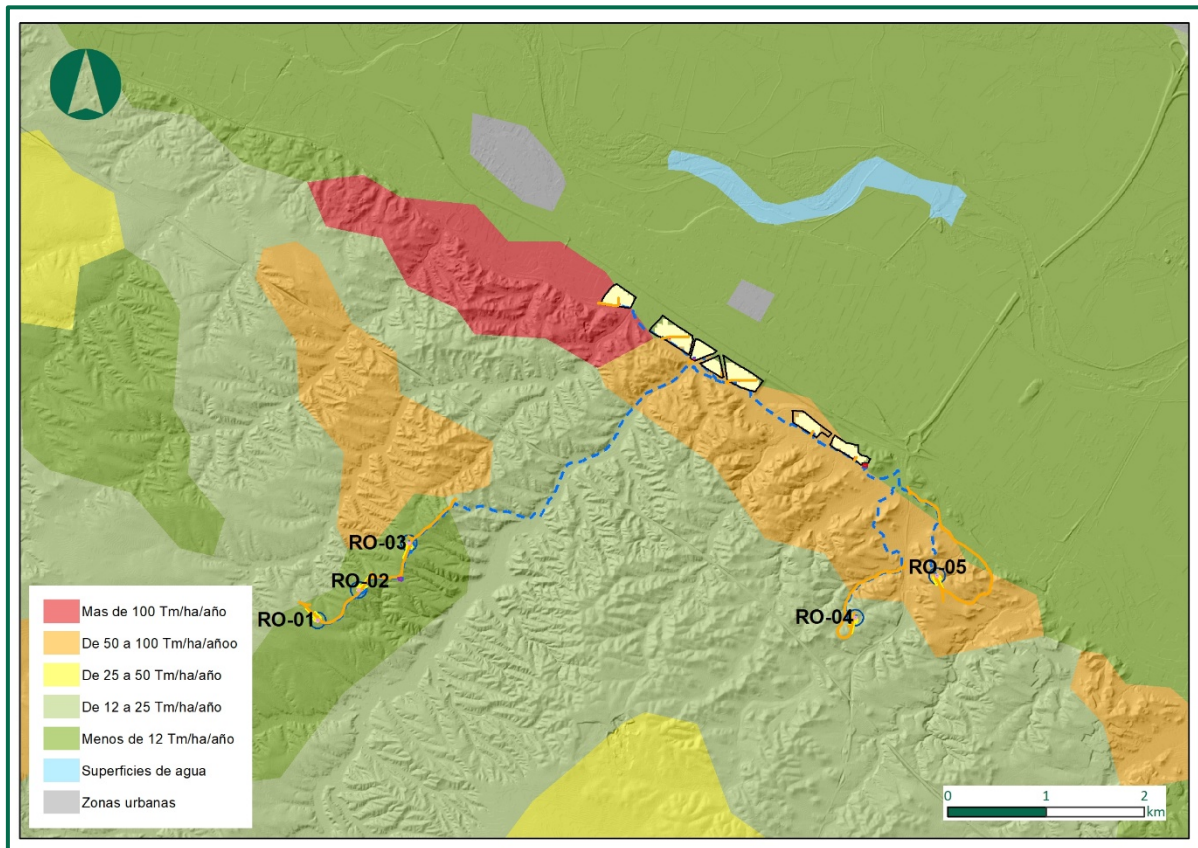 RO-03
RO-02
RO-01
RO-05
RO-04
Mas de 100 Tm/ha/año
De 50 a 100 Tm/ha/añoo
De 25 a 50 Tm/ha/año
De 12 a 25 Tm/ha/año
Menos de 12 Tm/ha/año
Superficies de agua
Zonas urbanas
0 1 2
km